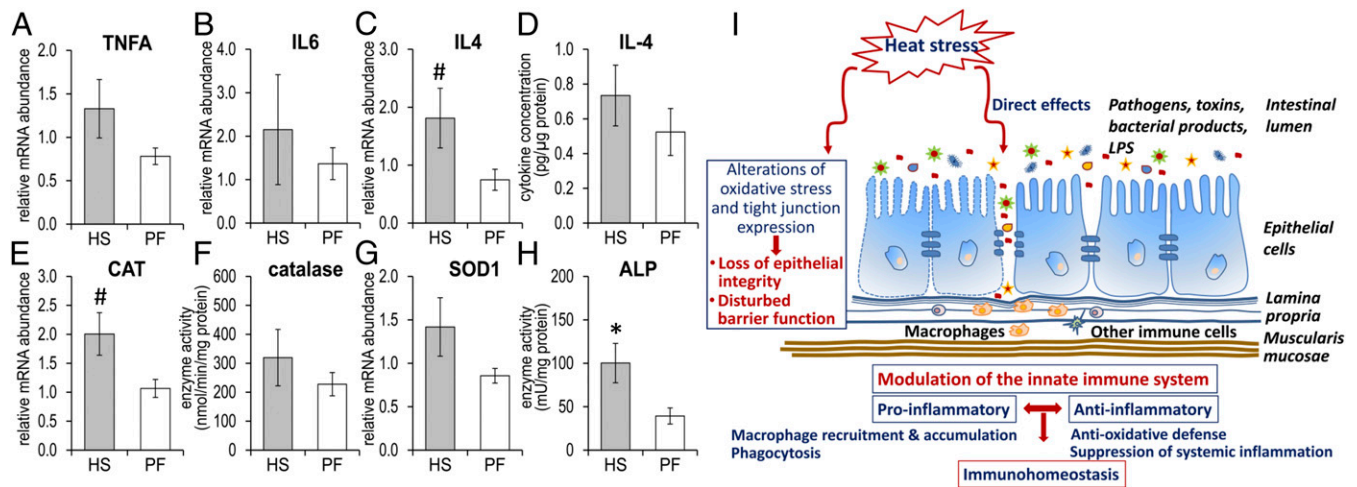 A
TNFA
relative mRNA abundance
2.0
1.5
1.0
0.5
0.0
HS
PF
B
IL6
relative mRNA abundance
4.0
3.0
2.0
1.0
0.0
HS
PF
C
IL4
relative mRNA abundance
3.0
2.0
1.0
0.0
#
HS
PF
D
IL-4
cytokine concentration
(pg/µg protein)
1.0
0.8
0.6
0.4
0.2
0.0
HS
PF
E
CAT
relative mRNA abundance
3.0
2.5
2.0
1.5
1.0
0.5
0.0
#
HS
PF
F
catalase
enzyme activity
(nmol/min/mg protein)
600
500
400
300
200
100
0
HS
PF
G
SOD1
relative mRNA abundance
2.0
1.5
1.0
0.5
0.0
HS
PF
H
ALP
enzyme activity
(mU/mg protein)
200
150
100
50
0
*
HS
PF
I
Heat stress
Direct effects
Pathogens, toxins,
bacterial products,
LPS
Intestinal
lumen
Alterations of
oxidative stress
and tight junction
expression
• Loss of epithelial
integrity
• Disturbed
barrier function
Epithelial
cells
Lamina
propria
Macrophages
Other immune cells
Muscularis
mucosae
Modulation of the innate immune system
Pro-inflammatory
Anti-inflammatory
Macrophage recruitment & accumulation
Phagocytosis
Anti-oxidative defense
Suppression of systemic inflammation
Immunohomeostasis